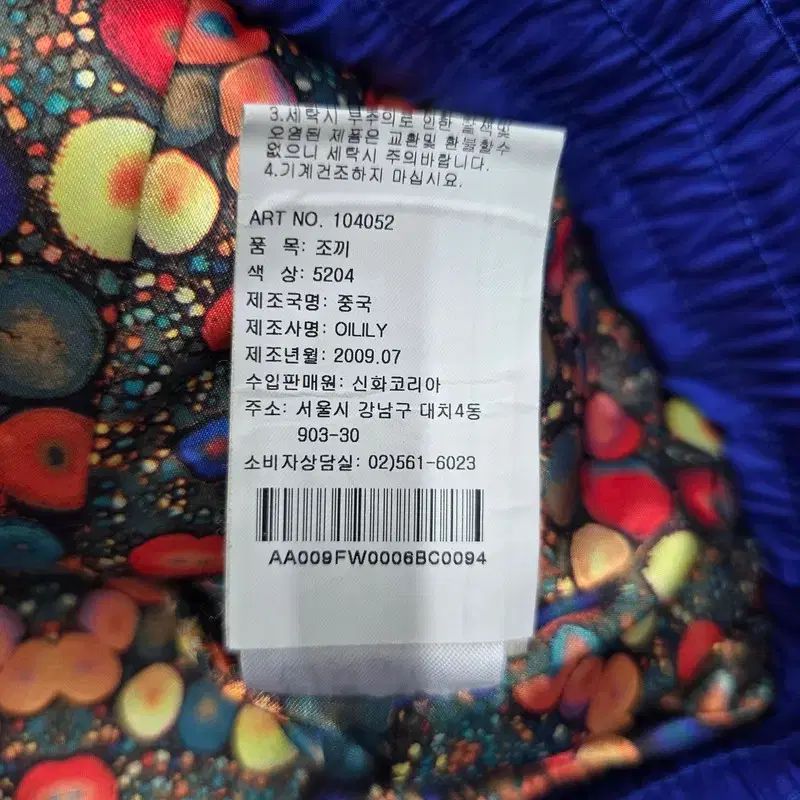 3.세탁시 부주의로 인한 탈색및
오염된 제품은 교환및 환불할수
없으니 세탁시 주의바랍니다.
4.기계건조하지 마십시요.
ART NO. 104052
품 목: 조끼
색 상: 5204
제조국명: 중국
제조사명: OILILY
제조년월: 2009.07
수입판매원: 신화코리아
주소: 서울시 강남구 대치4동
903-30
소비자상담실: 02)561-6023
AA009FW0006BC0094